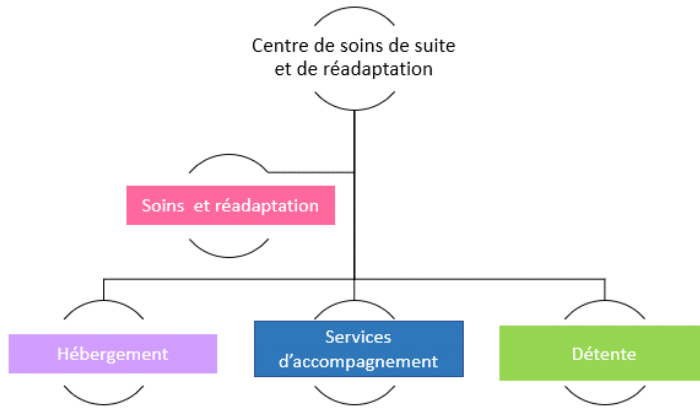 Centre de soins de suite
et de réadaptation
Soins et réadaptation
Hébergement
Services
d’accompagnement
Détente